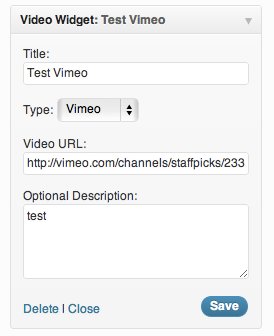 Video Widget: Test Vimeo
Title:
Test Vimeo
Type: Vimeo
Video URL:
http://vimeo.com/channels/staffpicks/233
Optional Description:
test
Delete | Close
Save